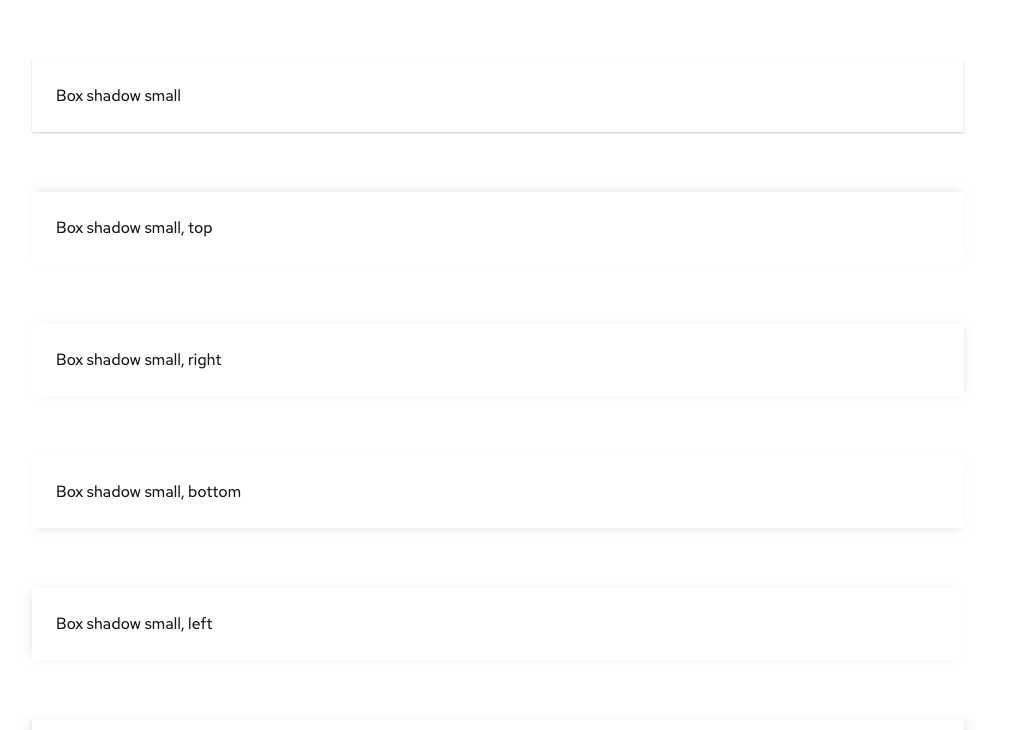 Box shadow small
Box shadow small, top
Box shadow small, right
Box shadow small, bottom
Box shadow small, left